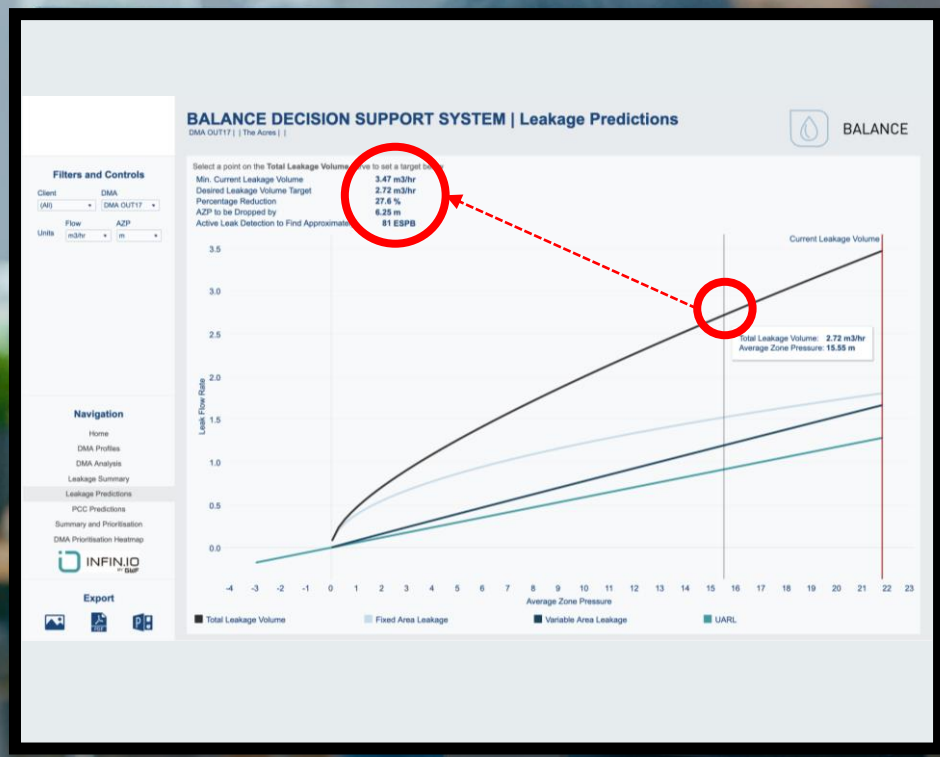 BALANCE DECISION SUPPORT SYSTEM | Leakage Predictions
DMA OUT17 | | The Acres | |
BALANCE
Filters and Controls
Client DMA
(All) DMA OUT17
Flow AZP
Units m3/hr m
Select a point on the Total Leakage Volume to set a target
Min. Current Leakage Volume 3.47 m3/hr
Desired Leakage Volume Target 2.72 m3/hr
Percentage Reduction 27.6 %
AZP to be Dropped by 6.25 m
Active Leak Detection to Find Approximate 81 ESPB
Current Leakage Volume
3.5
3.0
2.5
2.0
1.5
1.0
0.5
0.0
Leak Flow Rate
Total Leakage Volume: 2.72 m3/hr
Average Zone Pressure: 15.55 m
-4 -3 -2 -1 0 1 2 3 4 5 6 7 8 9 10 11 12 13 14 15 16 17 18 19 20 21 22 23
Average Zone Pressure
Total Leakage Volume Fixed Area Leakage Variable Area Leakage UARL
Navigation
Home
DMA Profiles
DMA Analysis
Leakage Summary
Leakage Predictions
PCC Predictions
Summary and Prioritisation
DMA Prioritisation Heatmap
INFIN.IO
BY GWF
Export
PDF
P